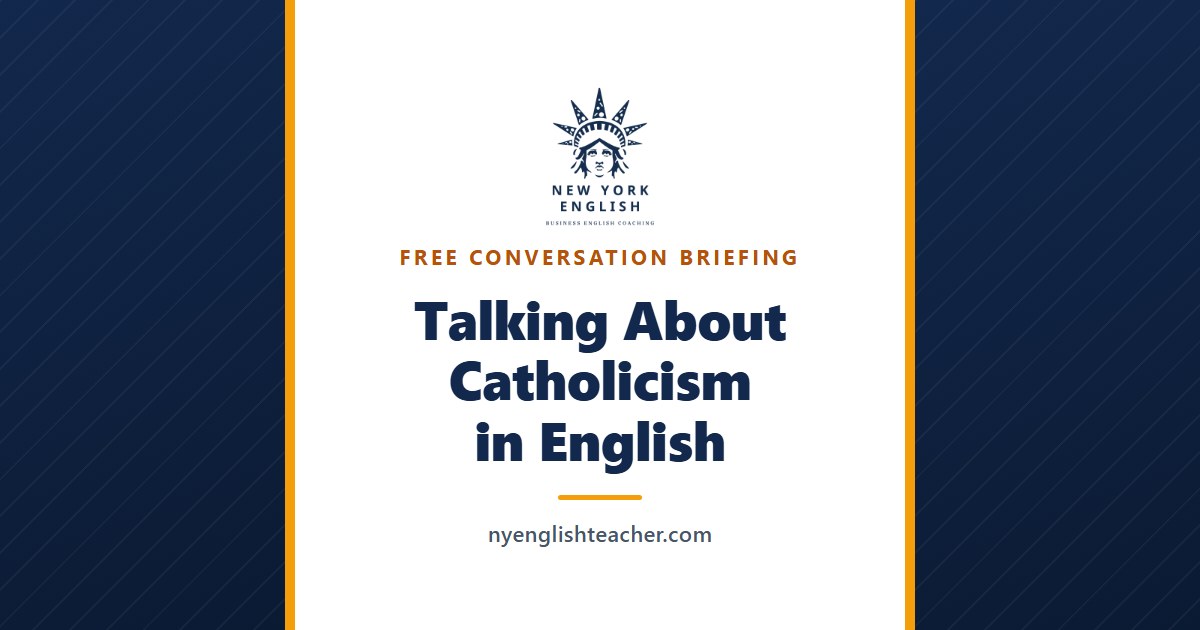 NEW YORK
ENGLISH
BUSINESS ENGLISH COACHING
FREE CONVERSATION BRIEFING
Talking About
Catholicism
in English
nyenglishteacher.com